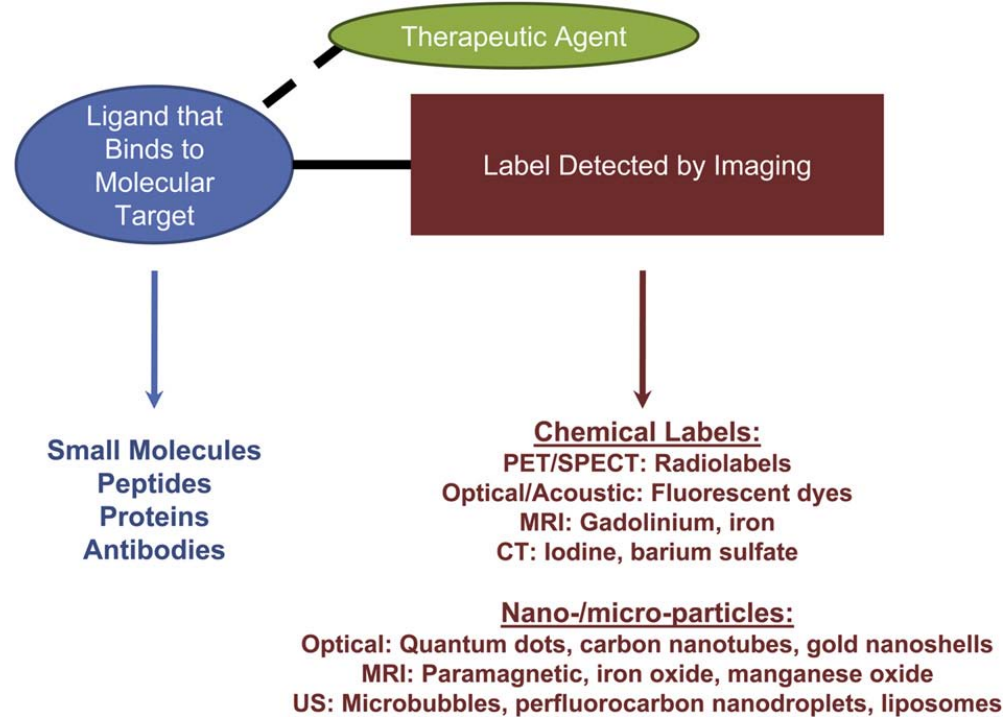 Therapeutic Agent
Ligand that
Binds to
Molecular
Target
Label Detected by Imaging
Small Molecules
Peptides
Proteins
Antibodies
Chemical Labels:
PET/SPECT: Radiolabels
Optical/Acoustic: Fluorescent dyes
MRI: Gadolinium, iron
CT: Iodine, barium sulfate
Nano-/micro-particles:
Optical: Quantum dots, carbon nanotubes, gold nanoshells
MRI: Paramagnetic, iron oxide, manganese oxide
US: Microbubbles, perfluorocarbon nanodroplets, liposomes